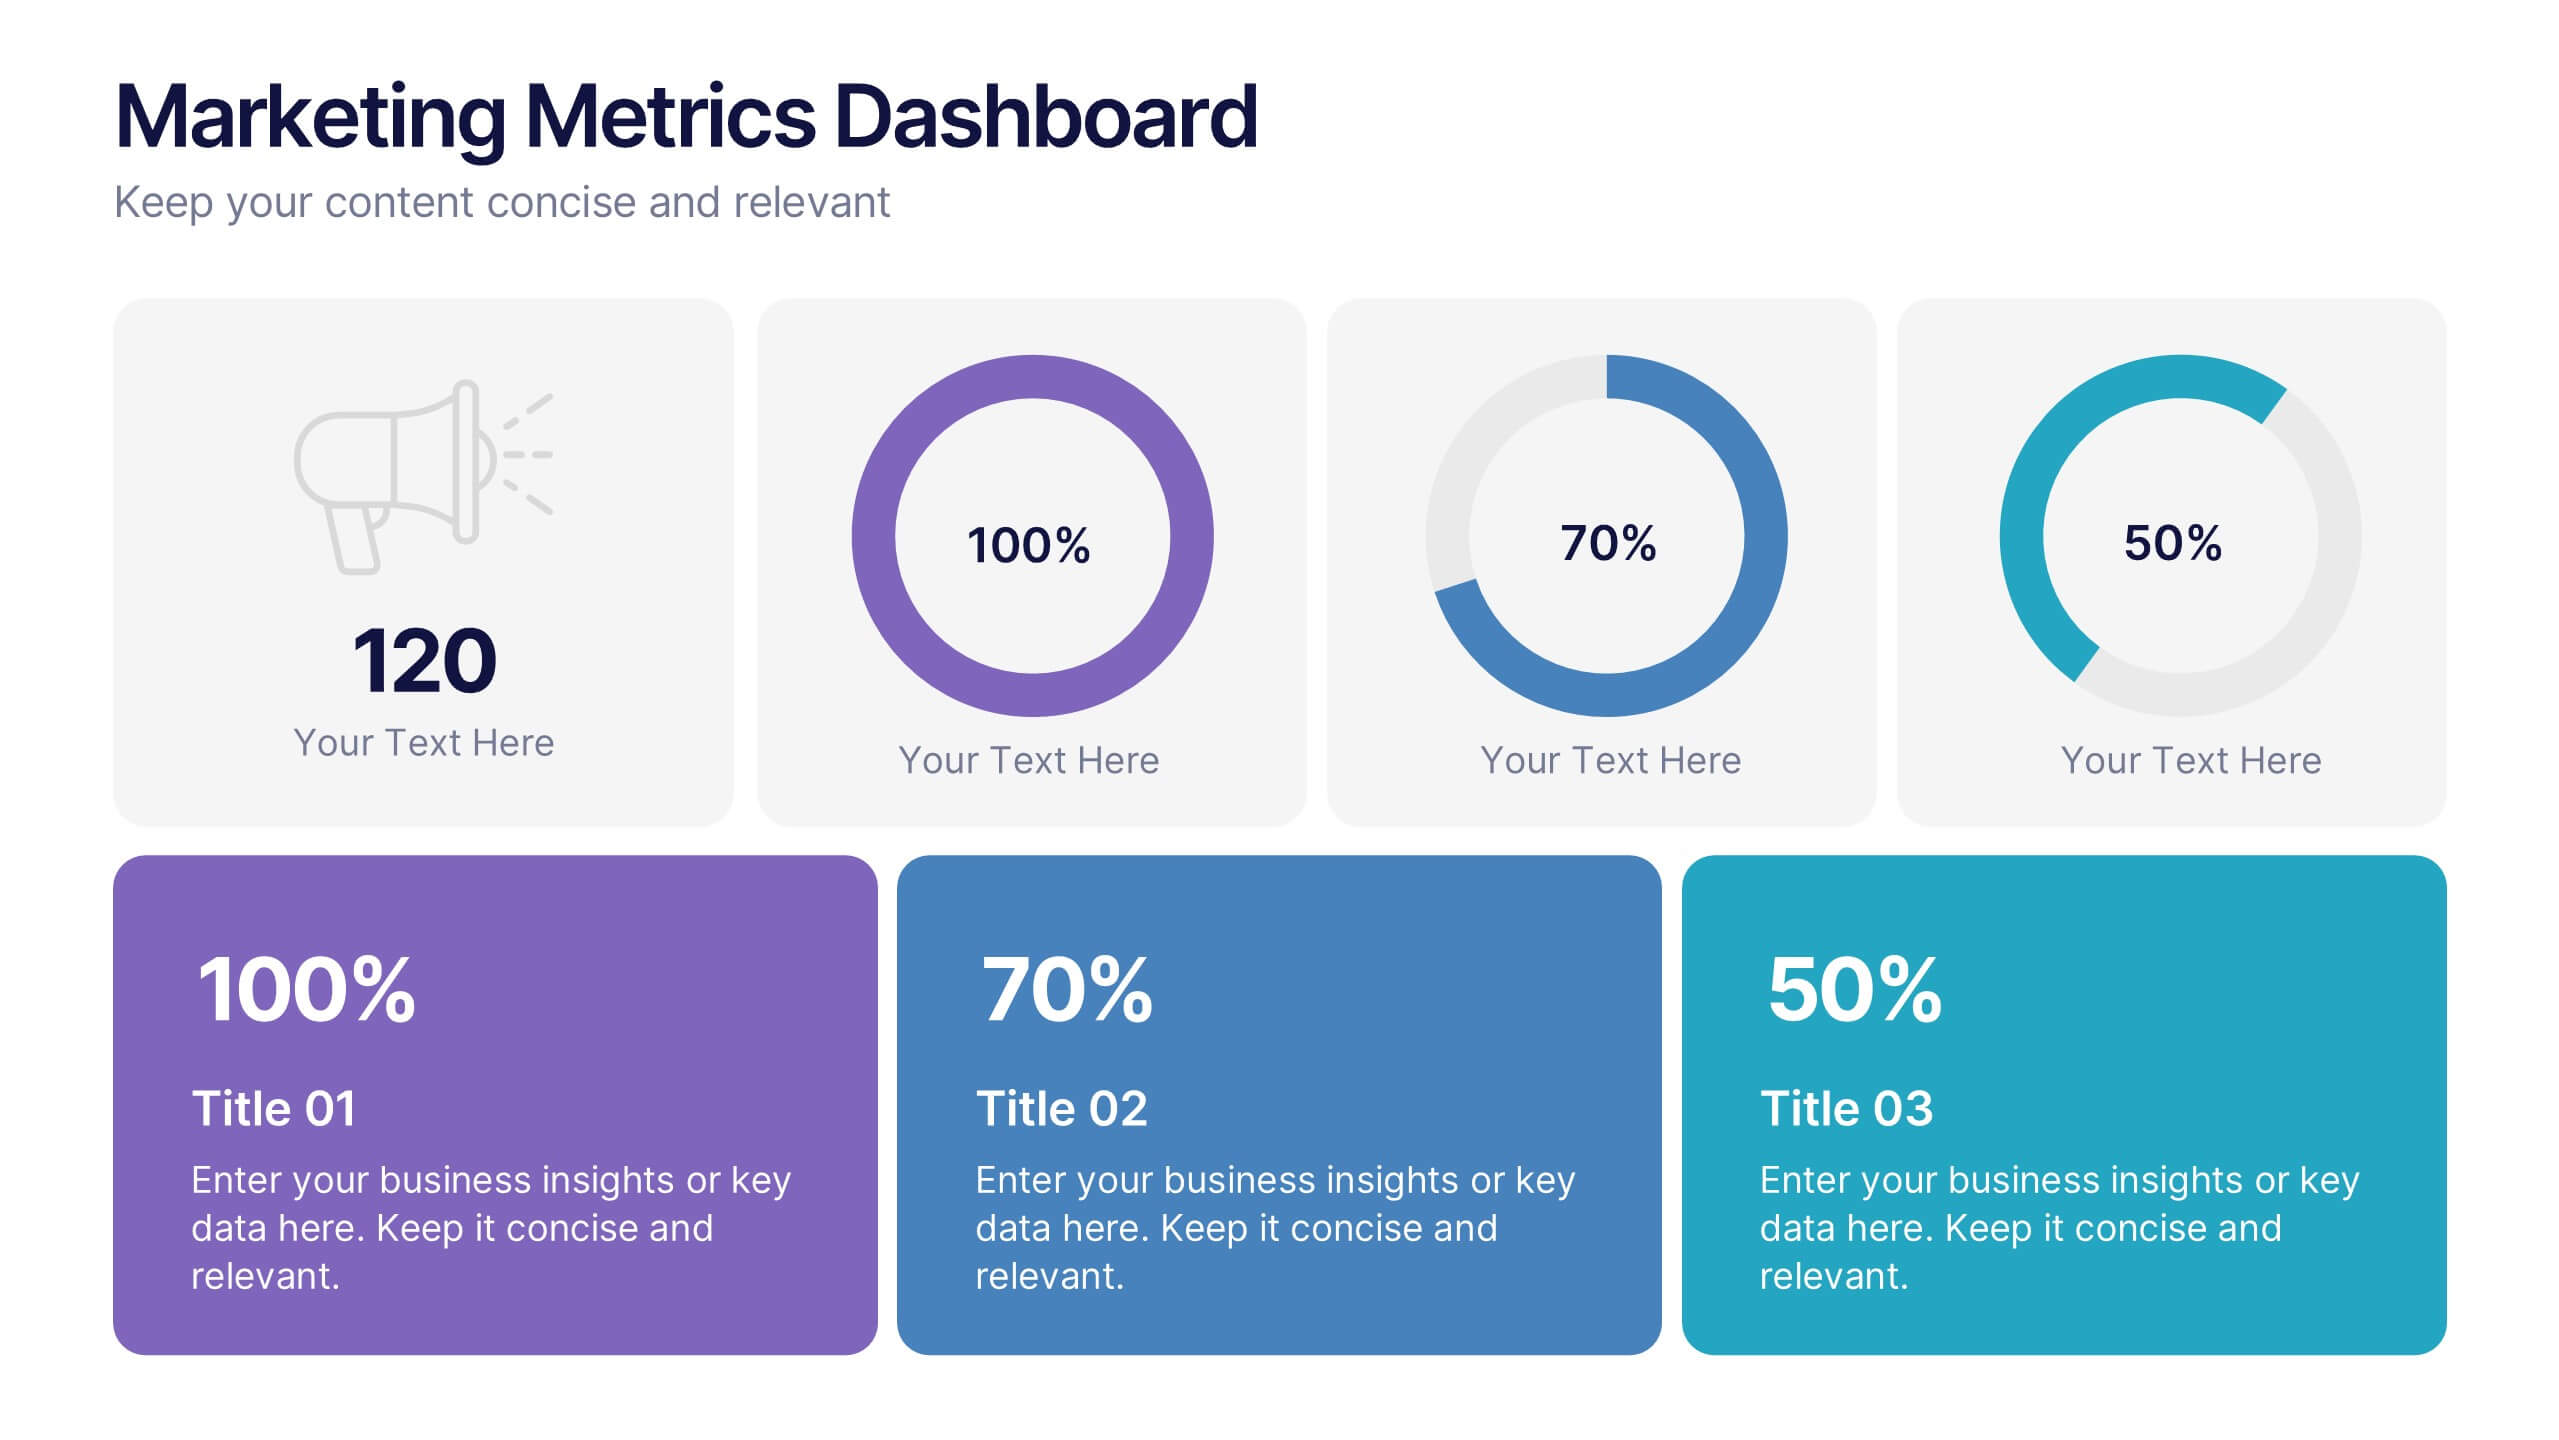 Marketing Metrics Dashboard
Keep your content concise and relevant
120
Your Text Here
100%
Your Text Here
70%
Your Text Here
50%
Your Text Here
100%
Title 01
Enter your business insights or key
data here. Keep it concise and
relevant.
70%
Title 02
Enter your business insights or key
data here. Keep it concise and
relevant.
50%
Title 03
Enter your business insights or key
data here. Keep it concise and
relevant.